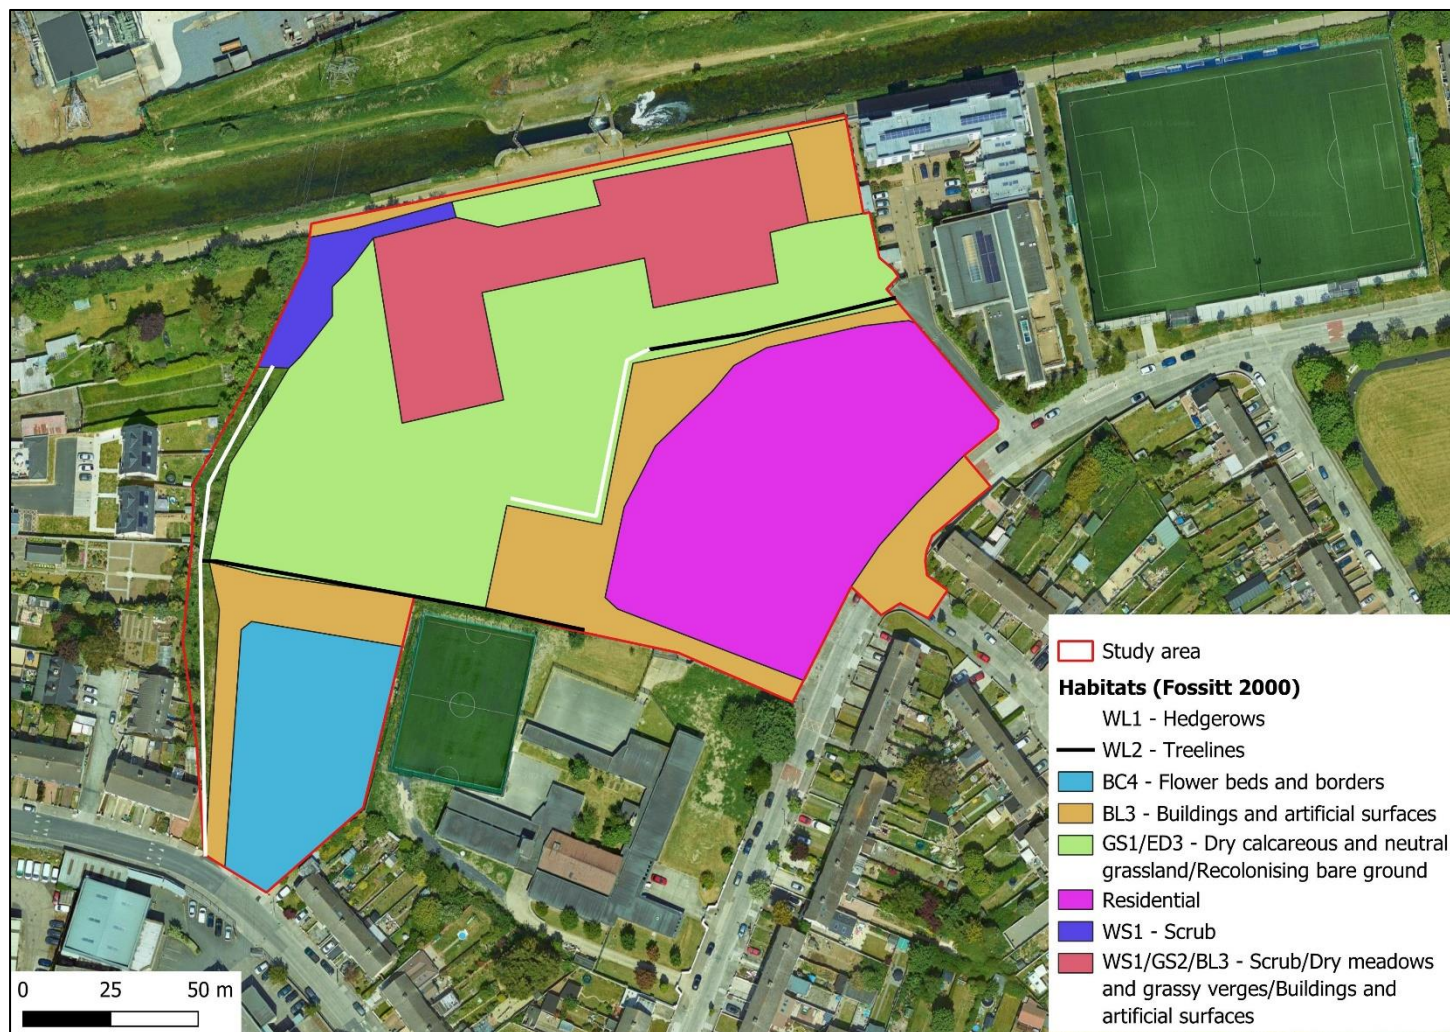 Study area
Habitats (Fossitt 2000)
WL1 - Hedgerows
WL2 - Treelines
BC4 - Flower beds and borders
BL3 - Buildings and artificial surfaces
GS1/ED3 - Dry calcareous and neutral
grassland/Recolonising bare ground
Residential
WS1 - Scrub
WS1/GS2/BL3 - Scrub/Dry meadows
and grassy verges/Buildings and
artificial surfaces
0 25 50 m